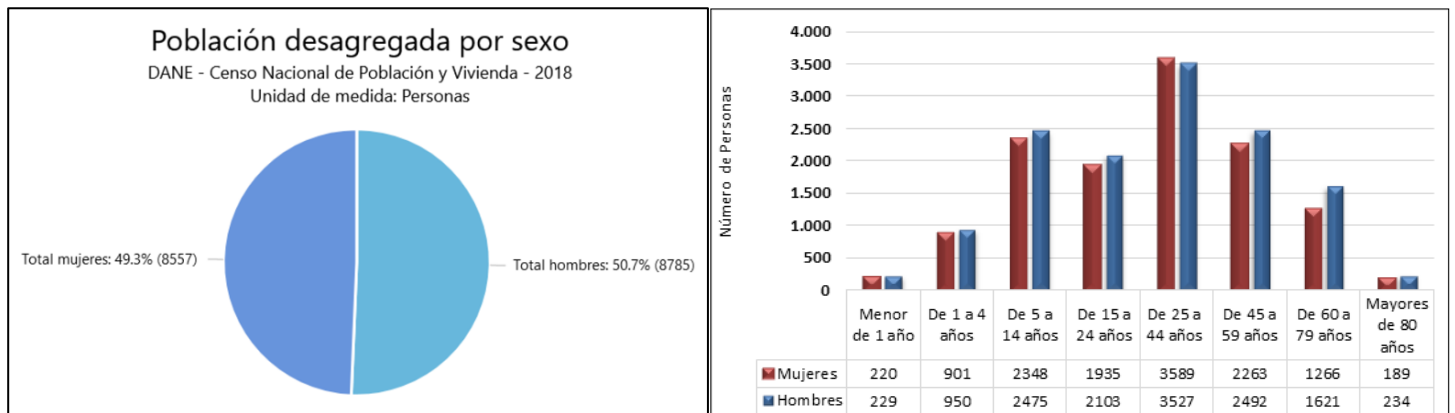 Población desagregada por sexo
DANE - Censo Nacional de Población y Vivienda - 2018
Unidad de medida: Personas
Total mujeres: 49.3% (8557)
Total hombres: 50.7% (8785)
Número de Personas
4.000
3.500
3.000
2.500
2.000
1.500
1.000
500
0
Menor de 1 año
De 1 a 4 años
De 5 a 14 años
De 15 a 24 años
De 25 a 44 años
De 45 a 59 años
De 60 a 79 años
Mayores de 80 años
Mujeres 220 901 2348 1935 3589 2263 1266 189
Hombres 229 950 2475 2103 3527 2492 1621 234